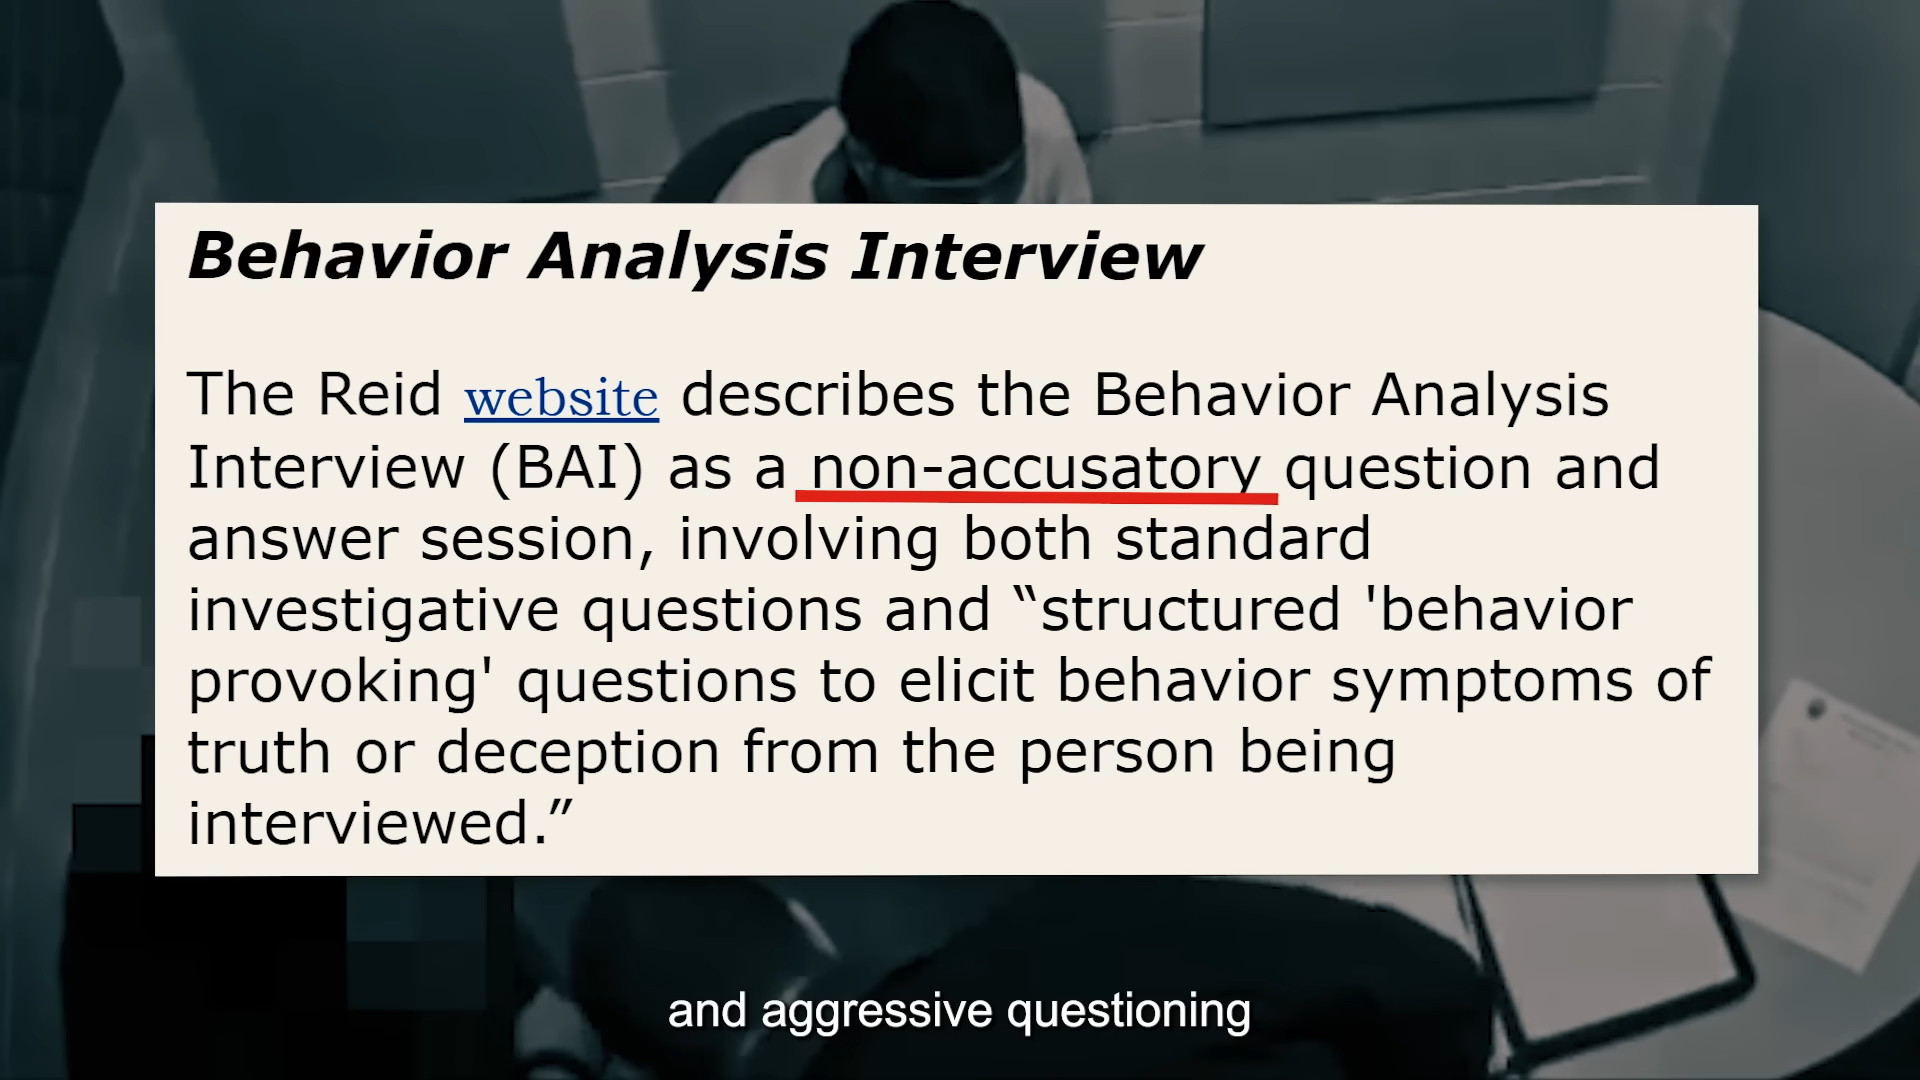 Behavior Analysis Interview
The Reid website describes the Behavior Analysis
Interview (BAI) as a non-accusatory question and
answer session, involving both standard
investigative questions and “structured 'behavior
provoking' questions to elicit behavior symptoms of
truth or deception from the person being
interviewed.”
and aggressive questioning